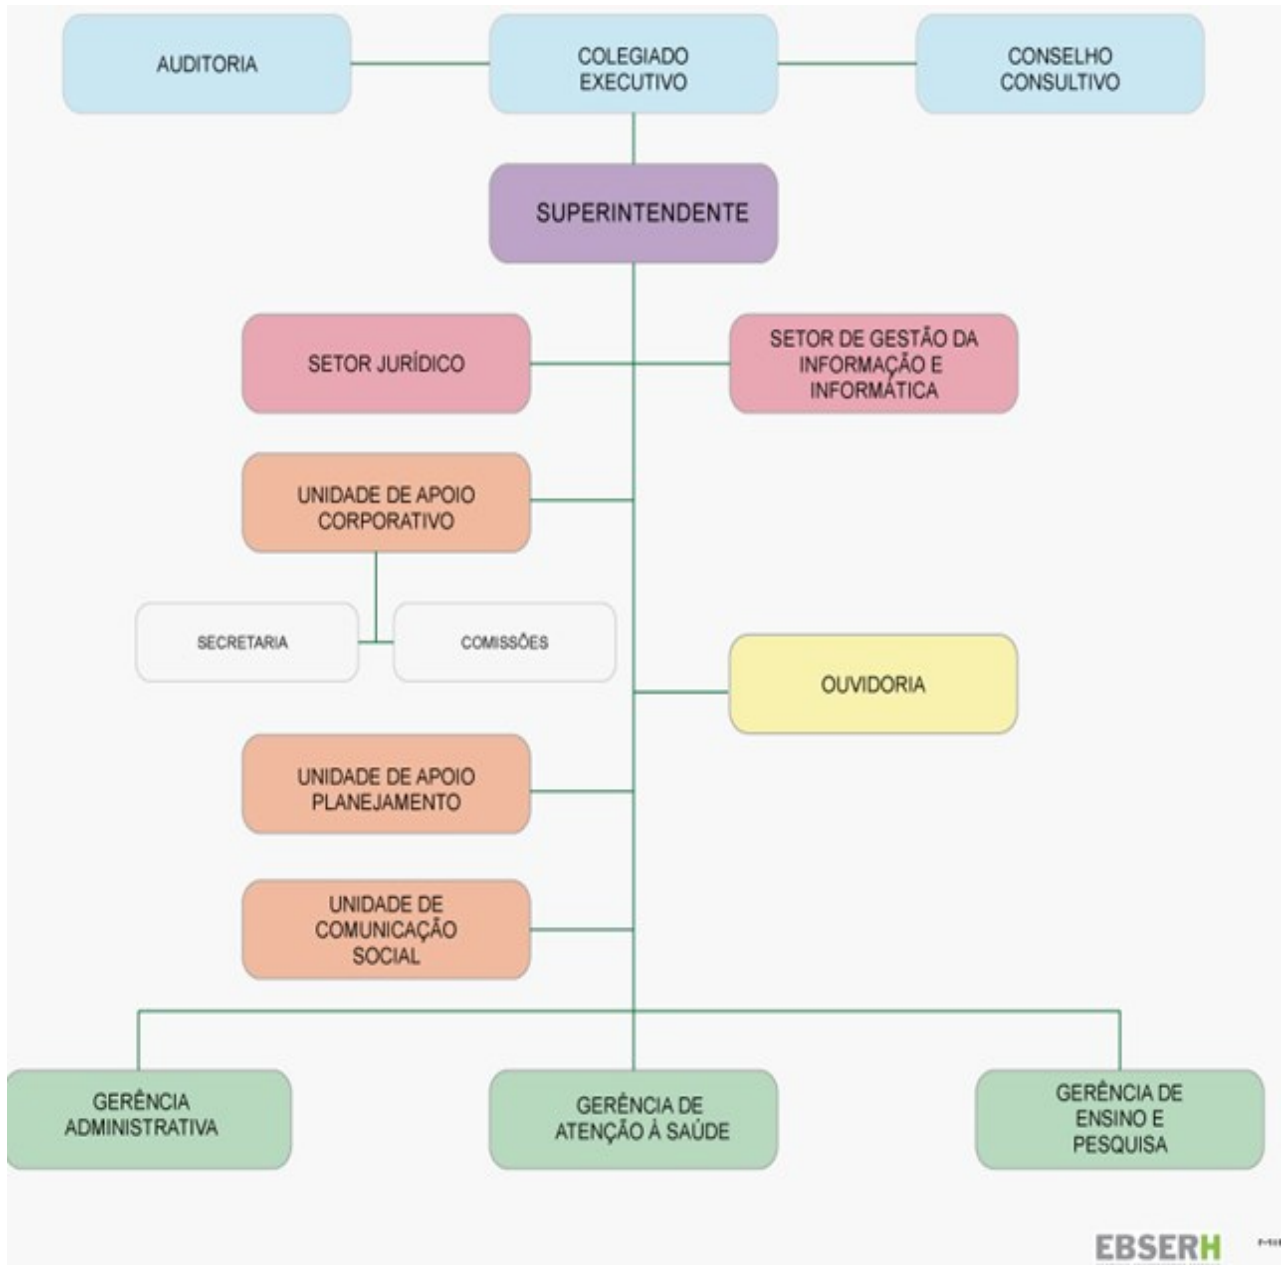 AUDITORIA
COLEGIADO
EXECUTIVO
CONSELHO
CONSULTIVO
SUPERINTENDENTE
SETOR JURÍDICO
SETOR DE GESTÃO DA
INFORMAÇÃO E
INFORMÁTICA
UNIDADE DE APOIO
CORPORATIVO
SECRETARIA
COMISSÕES
OUVIDORIA
UNIDADE DE APOIO
PLANEJAMENTO
UNIDADE DE
COMUNICAÇÃO
SOCIAL
GERÊNCIA
ADMINISTRATIVA
GERÊNCIA DE
ATENÇÃO À SAÚDE
GERÊNCIA DE
ENSINO E
PESQUISA
EBSERH